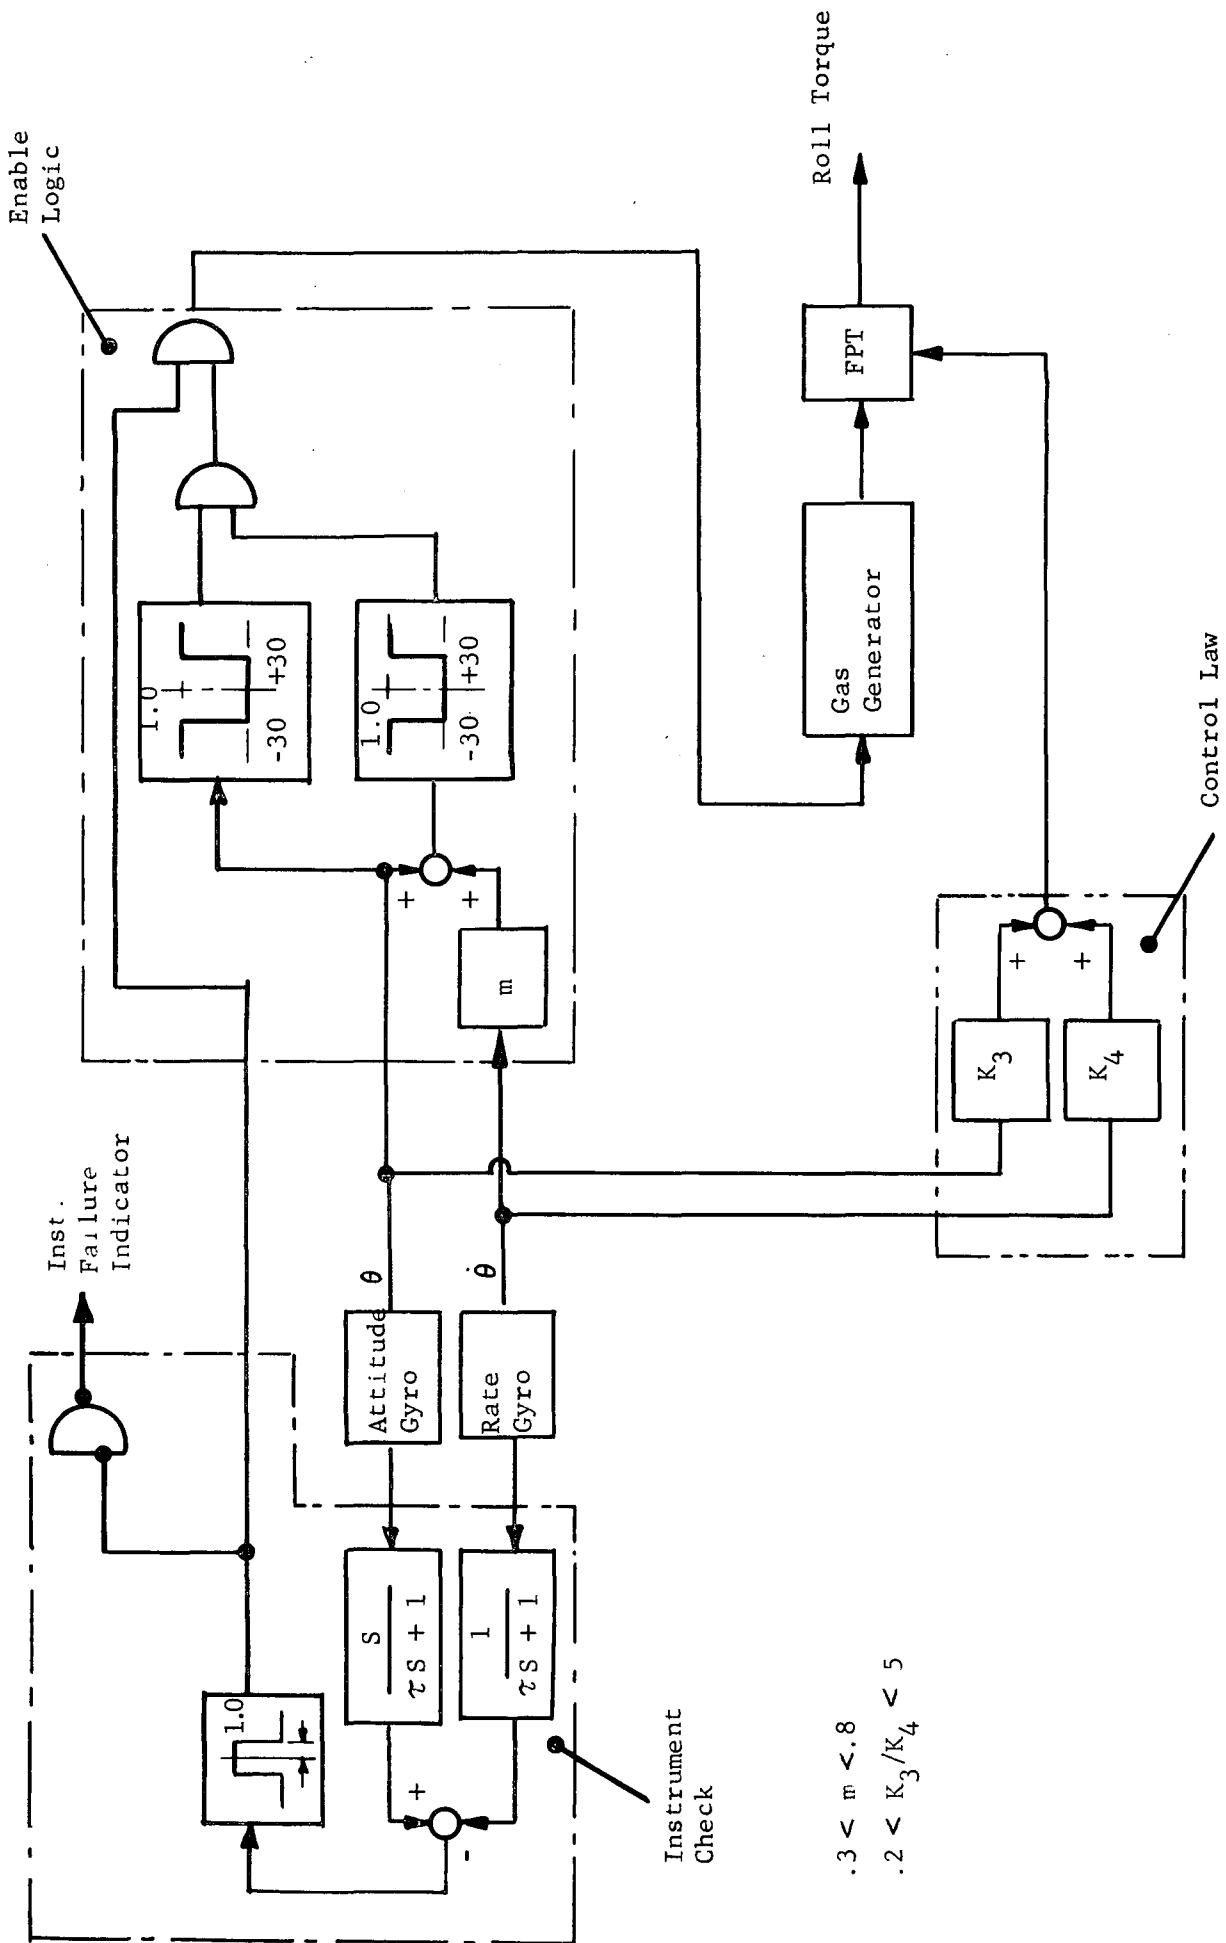 Enable
Logic
Inst.
Failure
Indicator
1.0
-30
+30
1.0
-30
+30
m
1.0
Attitude
Gyro
θ
Rate
Gyro
θ̇
S
τS + 1
1
τS + 1
+
-
+
+
Instrument
Check
Gas
Generator
FPT
Roll Torque
K3
K4
+
+
Control Law
.3 < m <.8
.2 < K3/K4 < 5